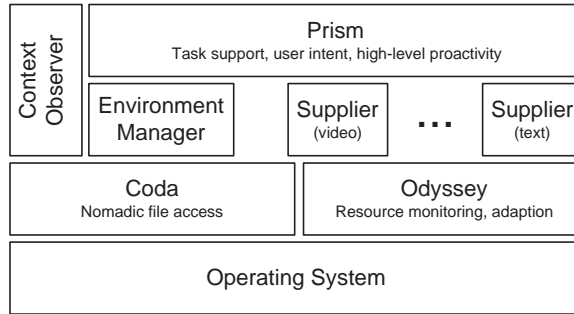 Context
Observer
Prism
Task support, user intent, high-level proactivity
Environment
Manager
Supplier
(video)
...
Supplier
(text)
Coda
Nomadic file access
Odyssey
Resource monitoring, adaption
Operating System